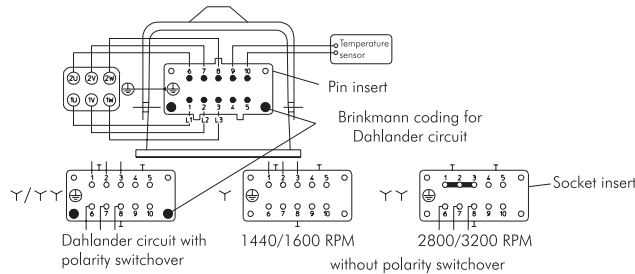 6 7 8 9 10
Temperature
sensor
2U 2V 2W
1U 1V 1W
Pin insert
1 2 3 4 5
L1 L2 L3
Brinkmann coding for
Dahlander circuit
1 2 3 4 5
6 7 8 9 10
1 2 3 4 5
6 7 8 9 10
1 2 3 4 5
6 7 8 9 10
Y/YY
Y
YY
Socket insert
Dahlander circuit with
polarity switchover
1440/1600 RPM
2800/3200 RPM
without polarity switchover